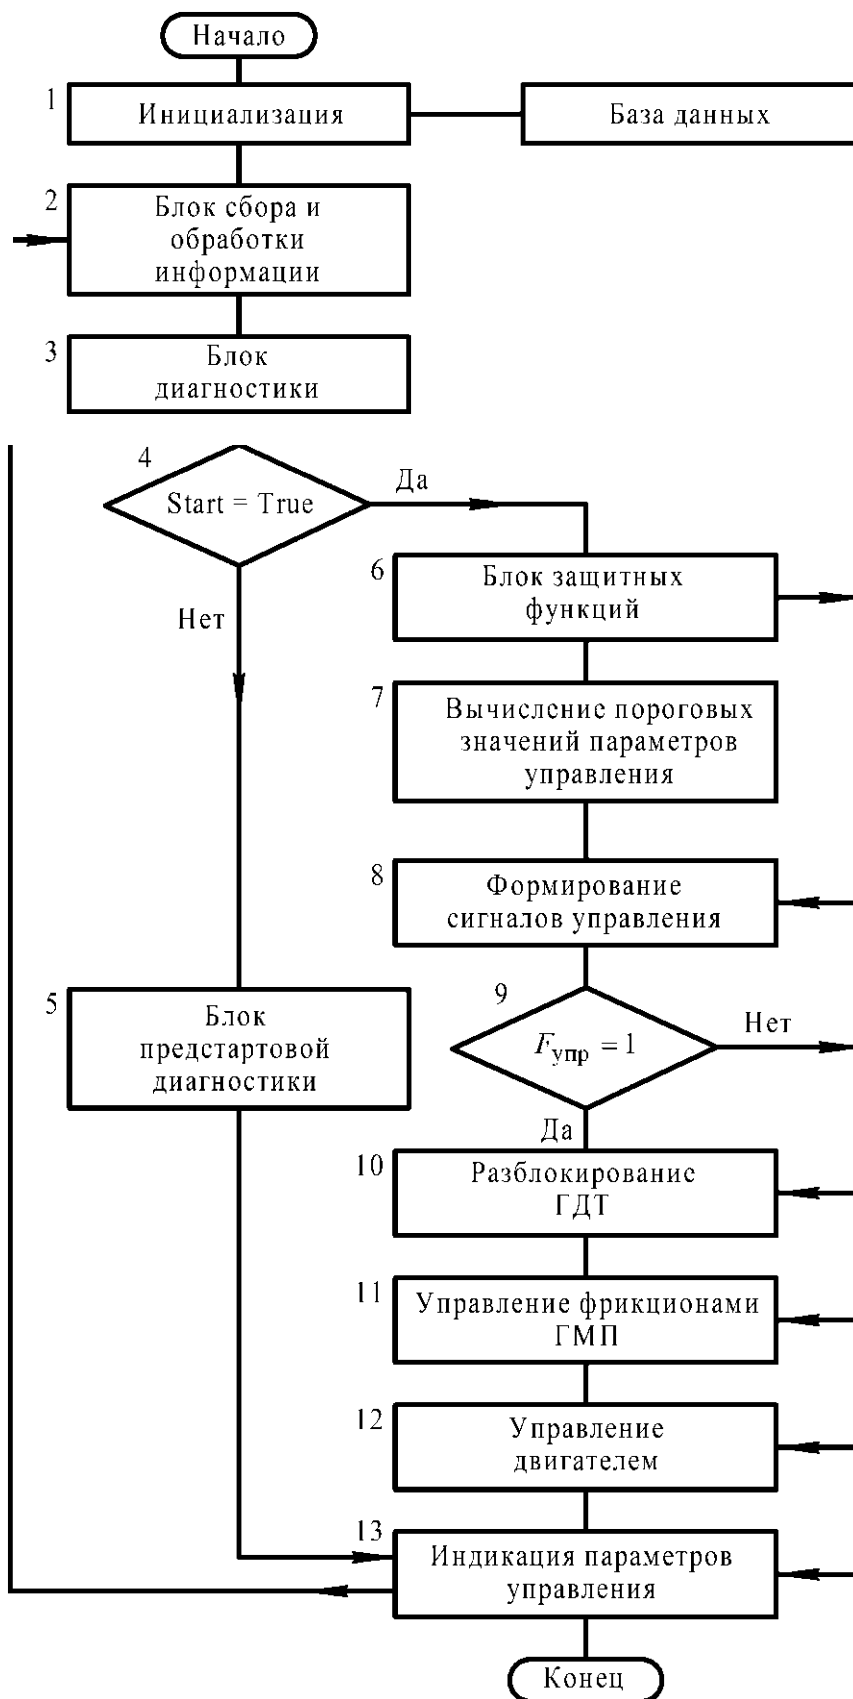 Начало
1
Инициализация
База данных
2
Блок сбора и
обработки
информации
3
Блок
диагностики
4
Start = True
Да
Нет
6
Блок защитных
функций
7
Вычисление пороговых
значений параметров
управления
8
Формирование
сигналов управления
5
Блок
предстартовой
диагностики
9
Fупр = 1
Нет
Да
10
Разблокирование
ГДТ
11
Управление фрикционами
ГМП
12
Управление
двигателем
13
Индикация параметров
управления
Конец